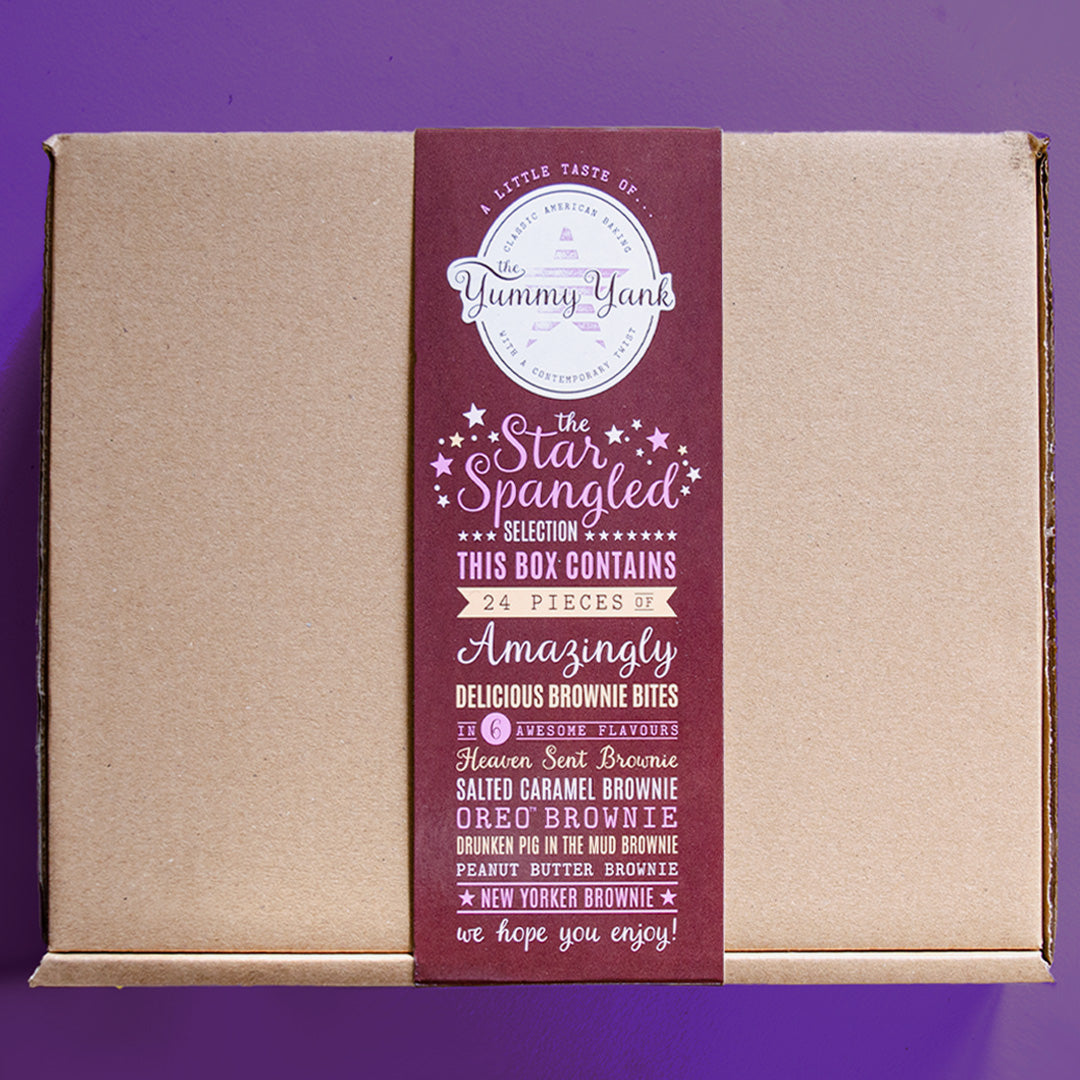 A LITTLE TASTE OF...
CLASSIC AMERICAN BAKING
the
Yummy Yank
WITH A CONTEMPORARY TWIST
the
Star
Spangled
SELECTION
THIS BOX CONTAINS
24 PIECES OF
Amazingly
DELICIOUS BROWNIE BITES
IN 6 AWESOME FLAVOURS
Heaven Sent Brownie
SALTED CARAMEL BROWNIE
OREO™ BROWNIE
DRUNKEN PIG IN THE MUD BROWNIE
PEANUT BUTTER BROWNIE
NEW YORKER BROWNIE
we hope you enjoy!